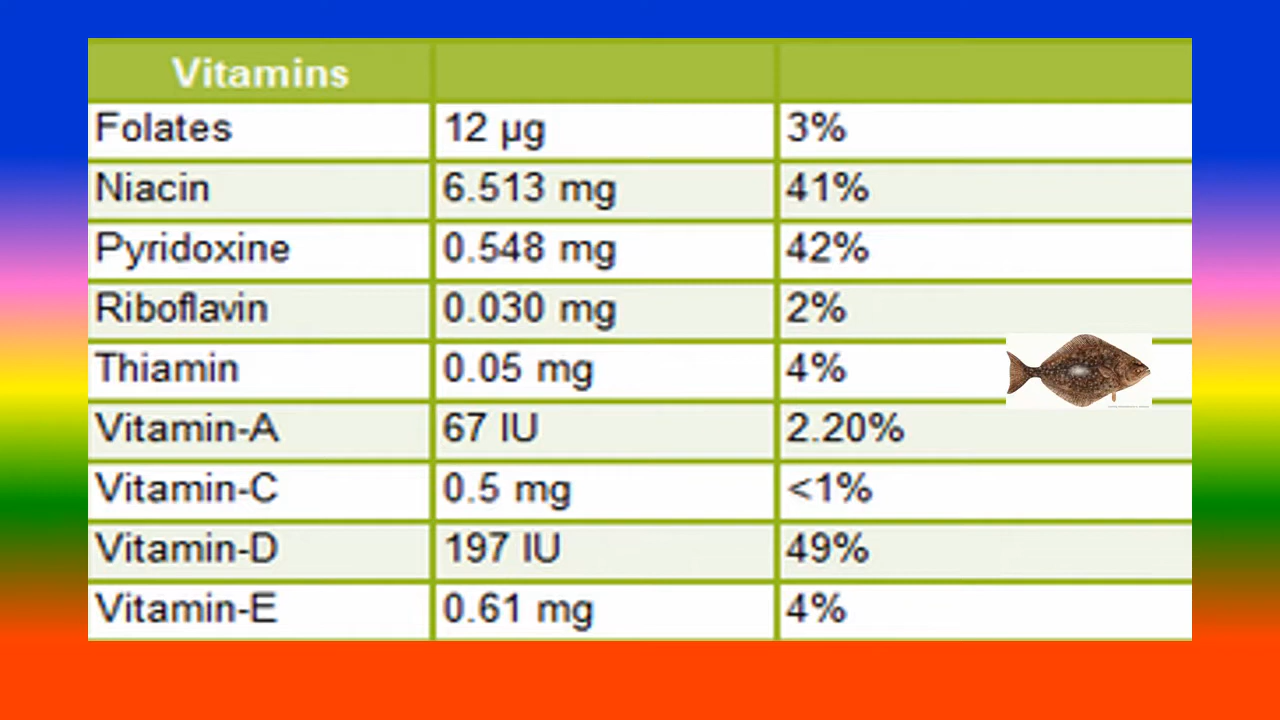 Vitamins
Folates 12 µg 3%
Niacin 6.513 mg 41%
Pyridoxine 0.548 mg 42%
Riboflavin 0.030 mg 2%
Thiamin 0.05 mg 4%
Vitamin-A 67 IU 2.20%
Vitamin-C 0.5 mg <1%
Vitamin-D 197 IU 49%
Vitamin-E 0.61 mg 4%